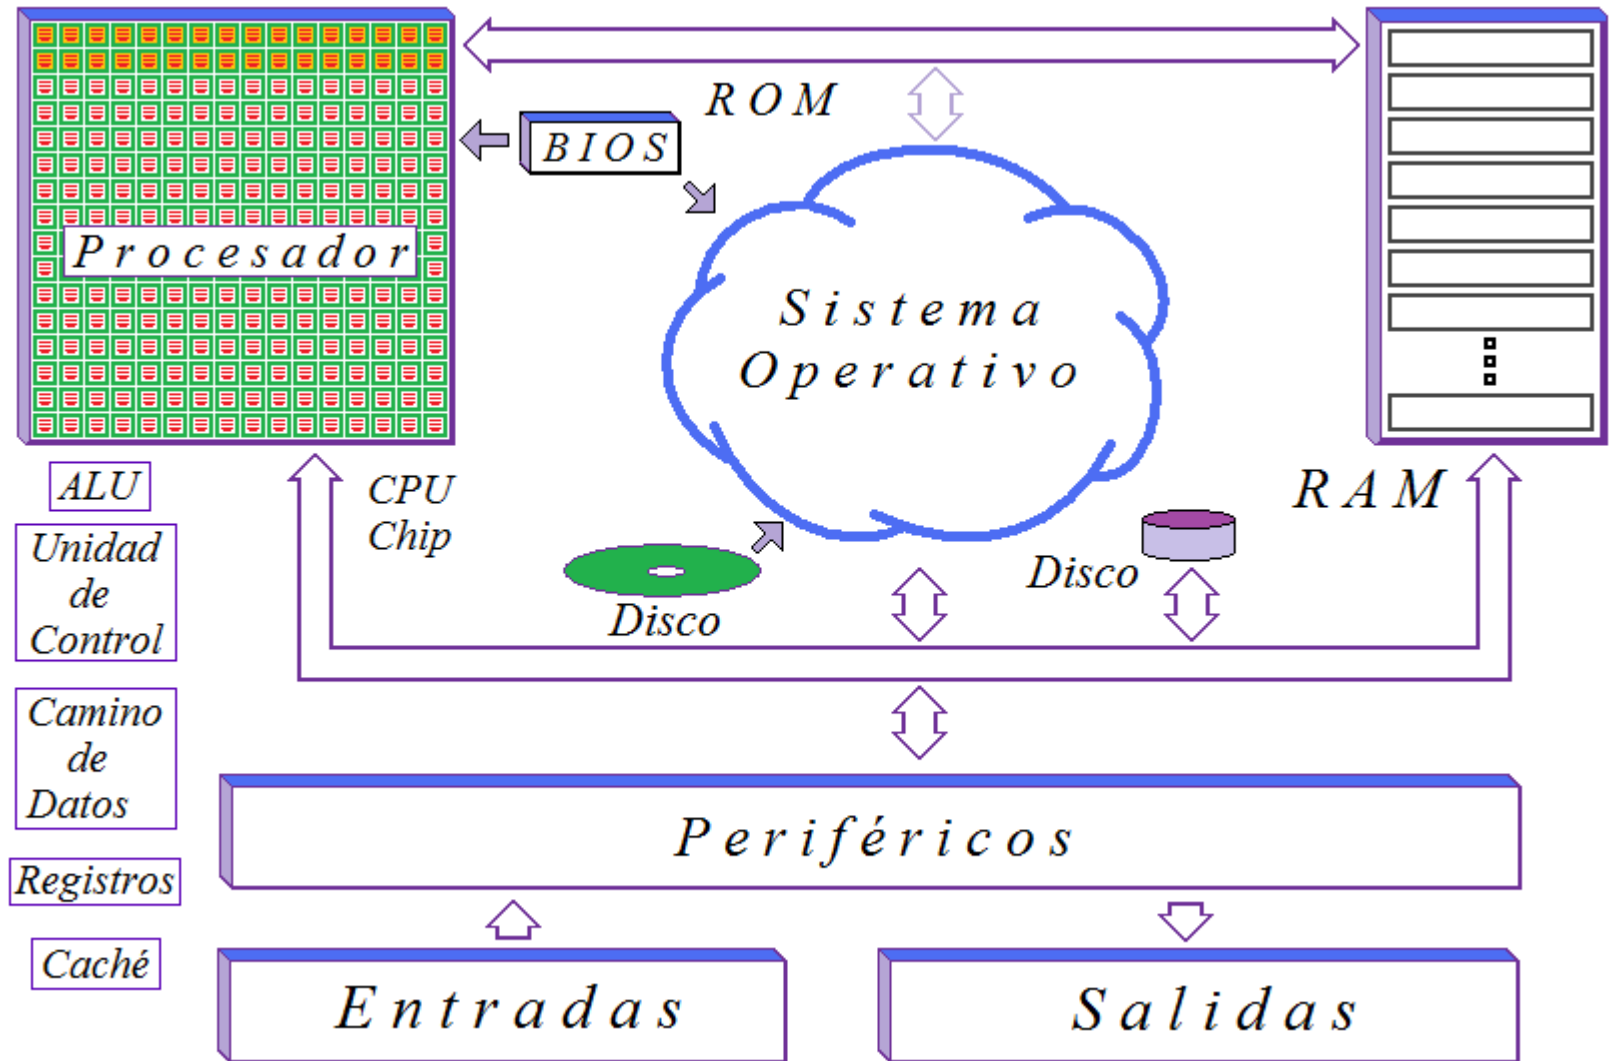 ROM
BIOS
Procesador
Sistema
Operativo
RAM
ALU
CPU
Chip
Unidad
de
Control
Disco
Disco
Camino
de
Datos
Periféricos
Registros
Caché
Entradas
Salidas